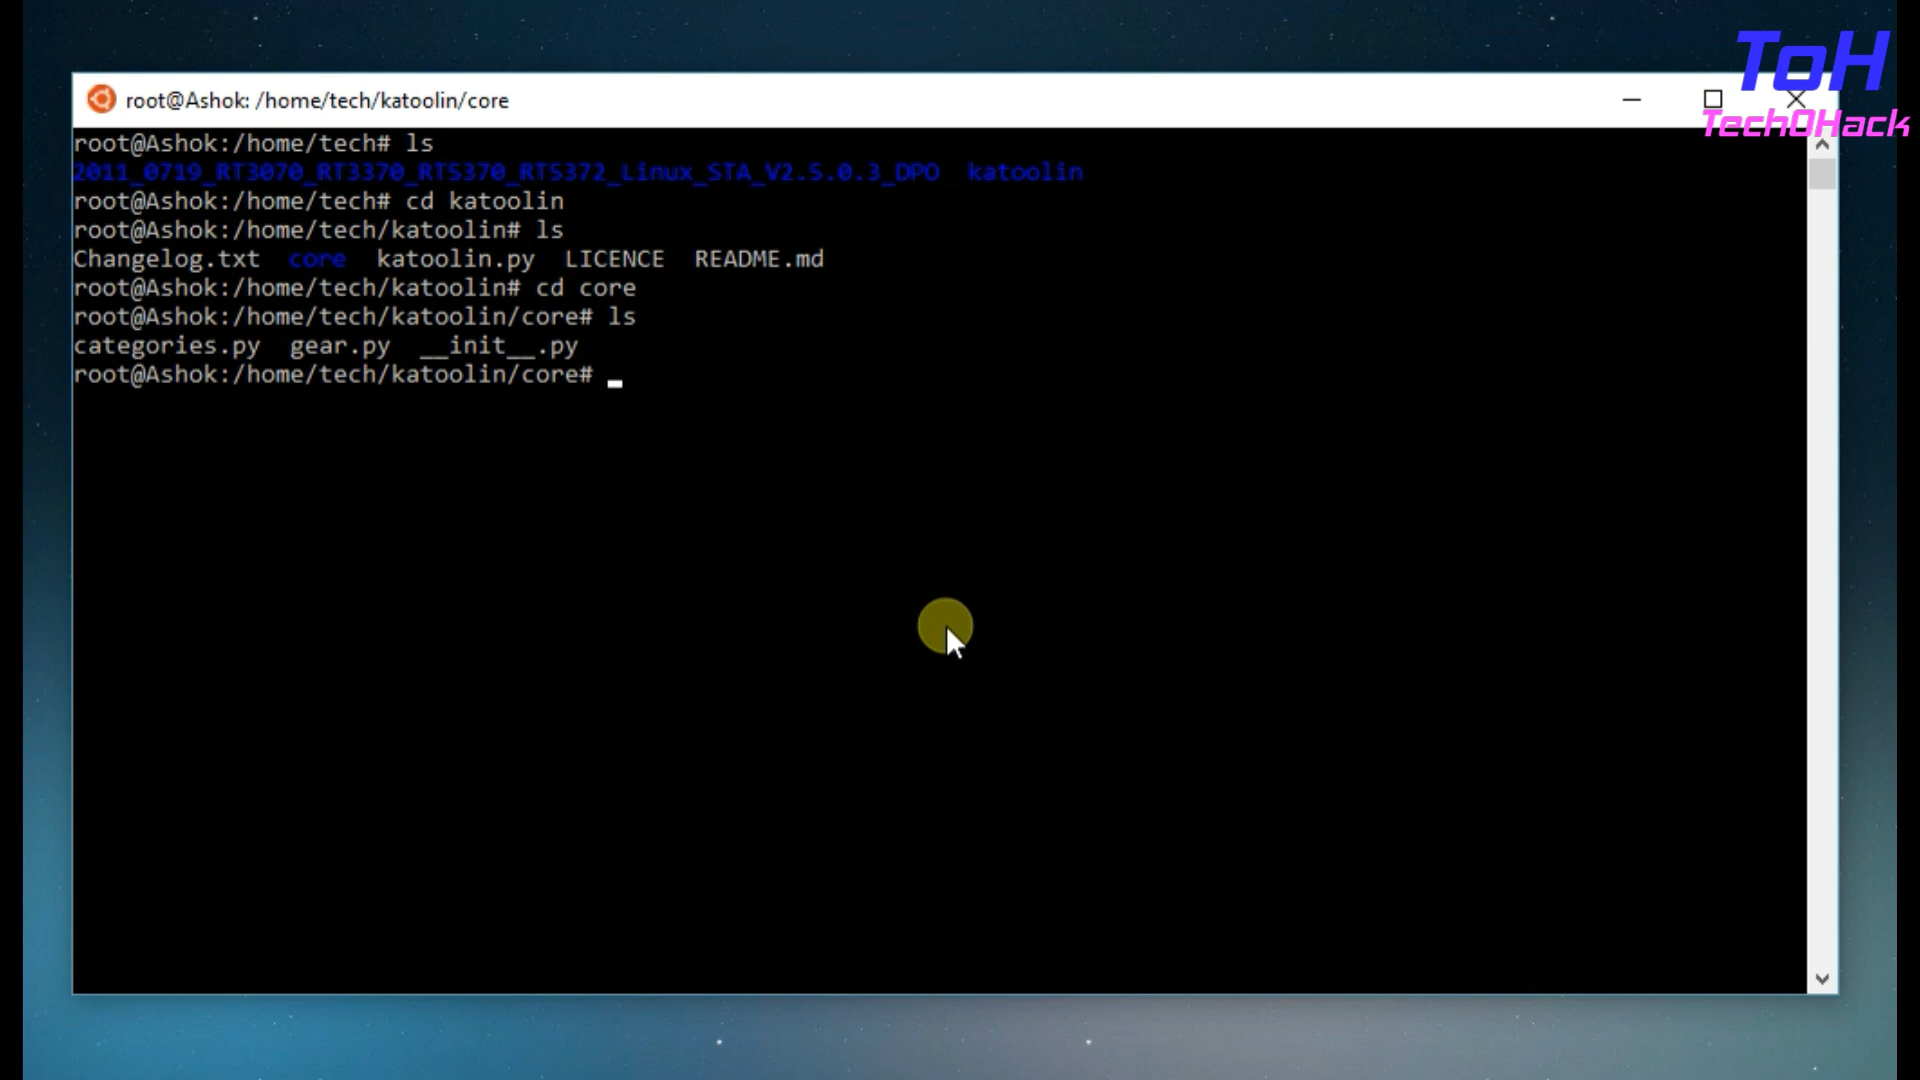 ToH
TechOHack
root@Ashok: /home/tech/katoolin/core
root@Ashok:/home/tech# ls
2011_0719_RT3070_RT3370_RT5370_RT5372_Linux_STA_V2.5.0.3_DPO  katoolin
root@Ashok:/home/tech# cd katoolin
root@Ashok:/home/tech/katoolin# ls
Changelog.txt  core  katoolin.py  LICENCE  README.md
root@Ashok:/home/tech/katoolin# cd core
root@Ashok:/home/tech/katoolin/core# ls
categories.py  gear.py  __init__.py
root@Ashok:/home/tech/katoolin/core#